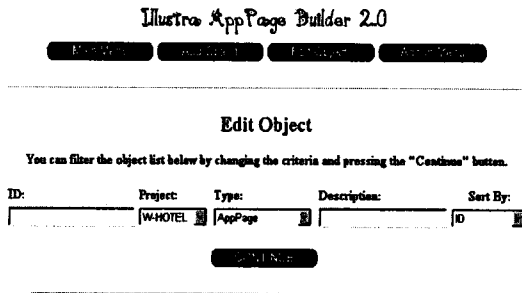 Illustra AppPage Builder 2.0
Edit Object
You can filter the object list below by changing the criteria and pressing the "Continue" button.
ID: Project: Type: Description: Sort By:
W-HOTEL AppPage ID
CONTINUE